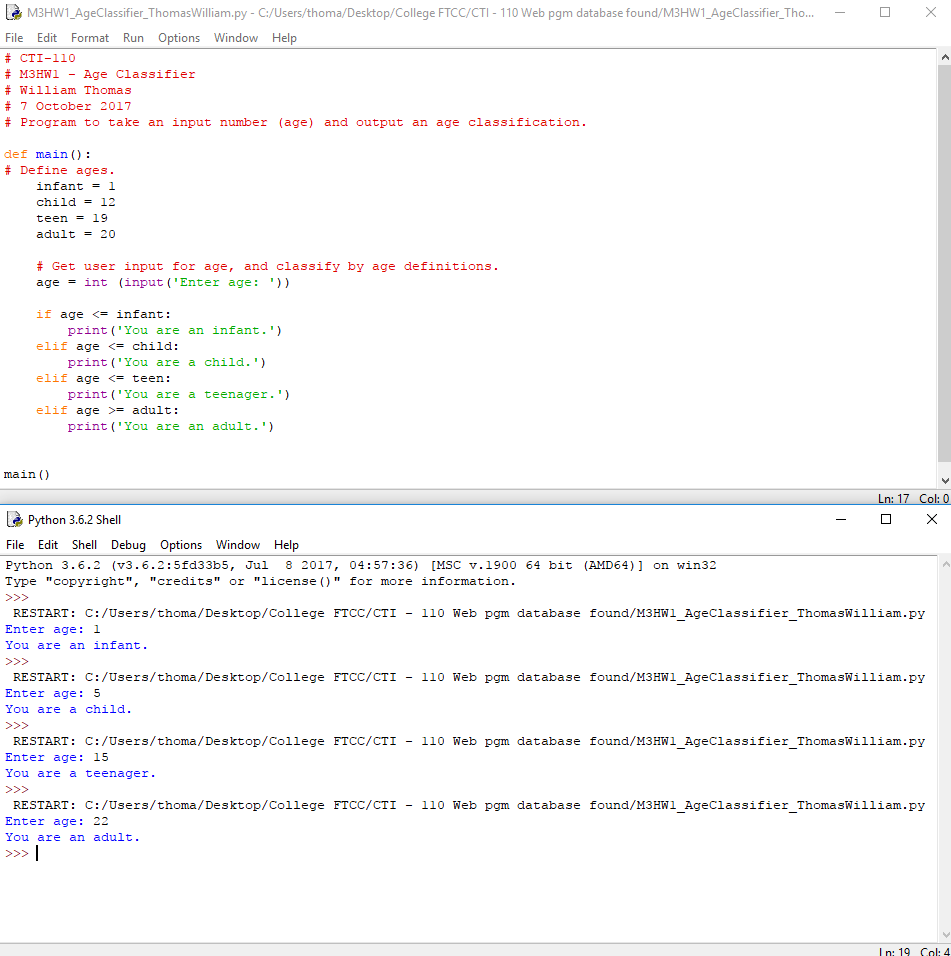 M3HW1_AgeClassifier_ThomasWilliam.py - C:/Users/thoma/Desktop/College FTCC/CTI - 110 Web pgm database found/M3HW1_AgeClassifier_Tho...
File Edit Format Run Options Window Help
# CTI-110
# M3HW1 - Age Classifier
# William Thomas
# 7 October 2017
# Program to take an input number (age) and output an age classification.
def main():
# Define ages.
    infant = 1
    child = 12
    teen = 19
    adult = 20
    # Get user input for age, and classify by age definitions.
    age = int (input('Enter age: '))
    if age <= infant:
        print('You are an infant.')
    elif age <= child:
        print('You are a child.')
    elif age <= teen:
        print('You are a teenager.')
    elif age >= adult:
        print('You are an adult.')
main()
Ln: 17 Col: 0
Python 3.6.2 Shell
File Edit Shell Debug Options Window Help
Python 3.6.2 (v3.6.2:5fd33b5, Jul  8 2017, 04:57:36) [MSC v.1900 64 bit (AMD64)] on win32
Type "copyright", "credits" or "license()" for more information.
>>>
 RESTART: C:/Users/thoma/Desktop/College FTCC/CTI - 110 Web pgm database found/M3HW1_AgeClassifier_ThomasWilliam.py
Enter age: 1
You are an infant.
>>>
 RESTART: C:/Users/thoma/Desktop/College FTCC/CTI - 110 Web pgm database found/M3HW1_AgeClassifier_ThomasWilliam.py
Enter age: 5
You are a child.
>>>
 RESTART: C:/Users/thoma/Desktop/College FTCC/CTI - 110 Web pgm database found/M3HW1_AgeClassifier_ThomasWilliam.py
Enter age: 15
You are a teenager.
>>>
 RESTART: C:/Users/thoma/Desktop/College FTCC/CTI - 110 Web pgm database found/M3HW1_AgeClassifier_ThomasWilliam.py
Enter age: 22
You are an adult.
>>>
Ln: 19 Col: 4